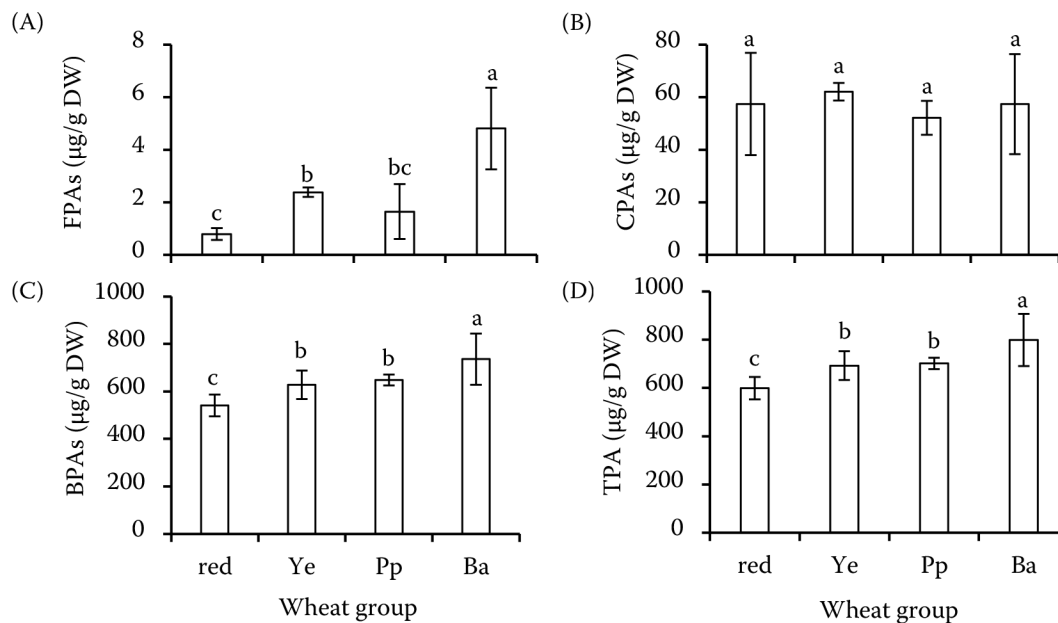 (A)
FPAs (µg/g DW)
8
6
4
2
0
c
b
bc
a
(B)
CPAs (µg/g DW)
80
60
40
20
0
a
a
a
a
(C)
BPAs (µg/g DW)
1000
800
600
400
200
0
c
b
b
a
red Ye Pp Ba
Wheat group
(D)
TPA (µg/g DW)
1000
800
600
400
200
0
c
b
b
a
red Ye Pp Ba
Wheat group